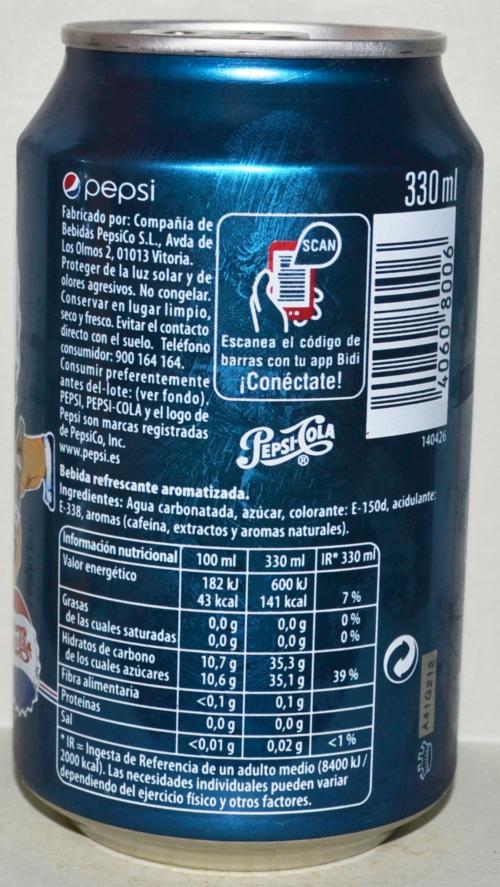 pepsi
330 ml
Fabricado por: Compañía de
Bebidas PepsiCo S.L., Avda de
Los Olmos 2, 01013 Vitoria.
Proteger de la luz solar y de
olores agresivos. No congelar.
Conservar en lugar limpio,
seco y fresco. Evitar el contacto
directo con el suelo. Teléfono
consumidor: 900 164 164.
Consumir preferentemente
antes del-lote: (ver fondo).
PEPSI, PEPSI-COLA y el logo de
Pepsi son marcas registradas
de PepsiCo, Inc.
www.pepsi.es
SCAN
Escanea el código de
barras con tu app Bidi
¡Conéctate!
PEPSI-COLA
®
4060 8006
140426
Bebida refrescante aromatizada.
Ingredientes: Agua carbonatada, azúcar, colorante: E-150d, acidulante:
E-338, aromas (cafeína, extractos y aromas naturales).
Información nutricional 100 ml 330 ml IR* 330 ml
Valor energético 182 kJ 600 kJ
43 kcal 141 kcal 7 %
Grasas 0,0 g 0,0 g 0 %
de las cuales saturadas 0,0 g 0,0 g 0 %
Hidratos de carbono 10,7 g 35,3 g
de los cuales azúcares 10,6 g 35,1 g 39 %
Fibra alimentaria <0,1 g 0,1 g
Proteinas 0,0 g 0,0 g
Sal <0,01 g 0,02 g <1 %
* IR = Ingesta de Referencia de un adulto medio (8400 kJ /
2000 kcal). Las necesidades individuales pueden variar
dependiendo del ejercicio físico y otros factores.
A41G212